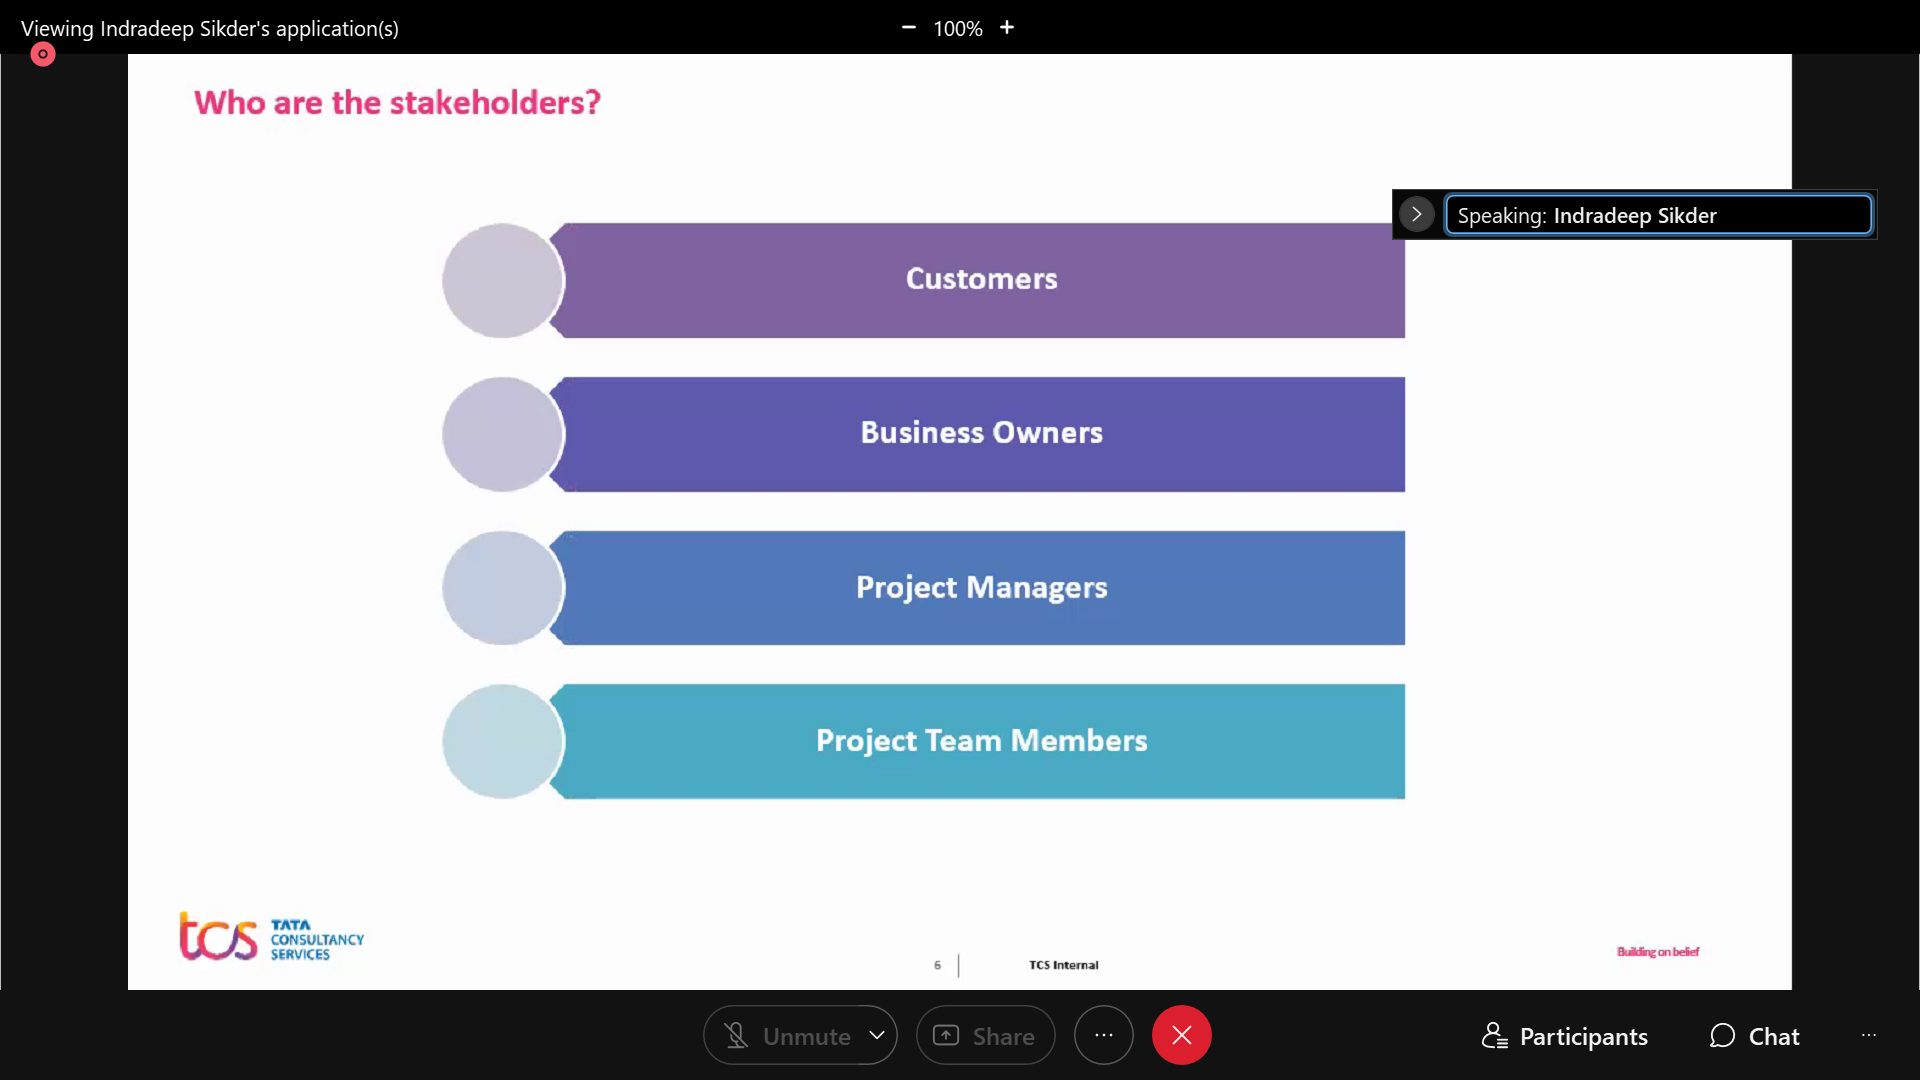 Viewing Indradeep Sikder's application(s)
100%
Who are the stakeholders?
Speaking: Indradeep Sikder
Customers
Business Owners
Project Managers
Project Team Members
tcs TATA
CONSULTANCY
SERVICES
6
TCS Internal
Building on belief
Unmute
Share
Participants
Chat